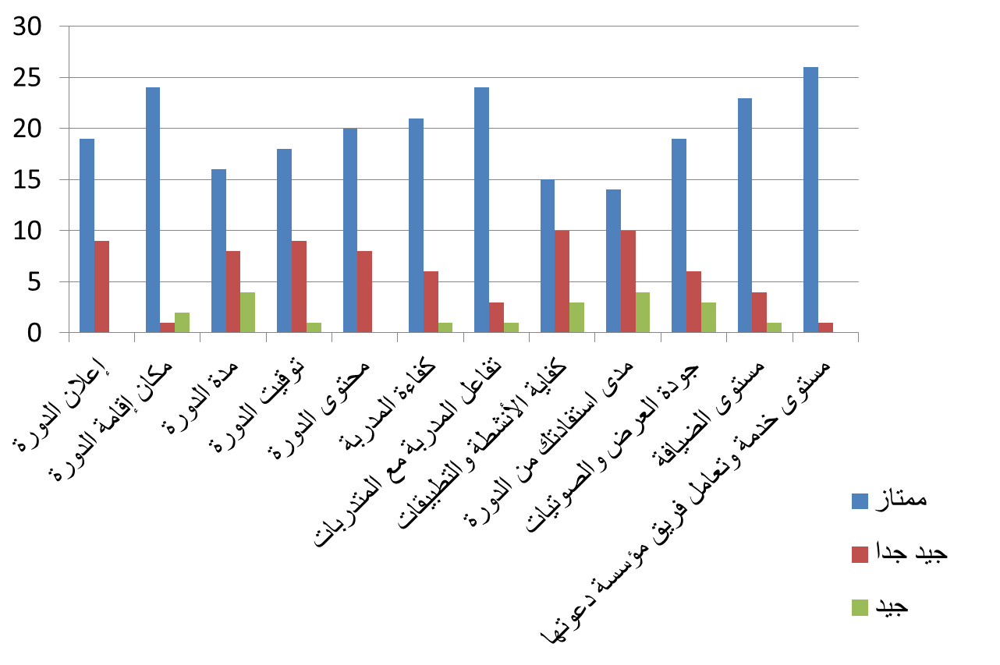 30
25
20
15
10
5
0
إعلان الدورة
مكان إقامة الدورة
مدة الدورة
توقيت الدورة
محتوى الدورة
كفاءة المدربة
تفاعل المدربة مع المتدربات
كفاية الأنشطة والتطبيقات
مدى استفادتك من الدورة
جودة العرض والصوتيات
مستوى الضيافة
مستوى خدمة وتعامل فريق مؤسسة دعوتها
ممتاز
جيد جدا
جيد